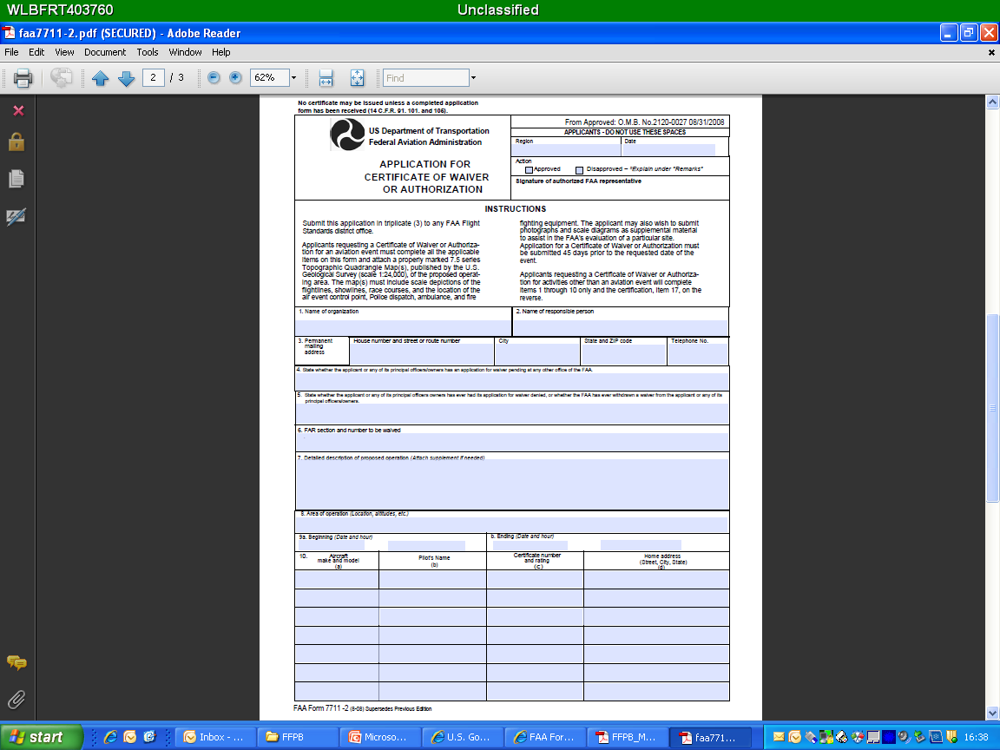 WLBFRT403760
Unclassified
faa7711-2.pdf (SECURED) - Adobe Reader
File Edit View Document Tools Window Help
2 / 3
62%
Find
No certificate may be issued unless a completed application
form has been received (14 C.F.R. 91. 101. and 105).
US Department of Transportation
Federal Aviation Administration
APPLICATION FOR
CERTIFICATE OF WAIVER
OR AUTHORIZATION
From Approved: O.M.B. No.2120-0027 08/31/2008
APPLICANTS - DO NOT USE THESE SPACES
Region
Date
Action
Approved
Disapproved – "Explain under "Remarks"
Signature of authorized FAA representative
INSTRUCTIONS
Submit this application in triplicate (3) to any FAA Flight
Standards district office.
Applicants requesting a Certificate of Waiver or Authoriza-
tion for an aviation event must complete all the applicable
items on this form and attach a properly marked 7.5 series
Topographic Quadrangle Map(s), published by the U.S.
Geological Survey (scale 1:24,000), of the proposed operat-
ing area. The map(s) must include scale depictions of the
flightlines, showlines, race courses, and the location of the
air event control point, Police dispatch, ambulance, and fire
fighting equipment. The applicant may also wish to submit
photographs and scale diagrams as supplemental material
to assist in the FAA's evaluation of a particular site.
Application for a Certificate of Waiver or Authorization must
be submitted 45 days prior to the requested date of the
event.
Applicants requesting a Certificate of Waiver or Authoriza-
tion for activities other than an aviation event will complete
items 1 through 10 only and the certification, item 17, on the
reverse.
1. Name of organization
2. Name of responsible person
3. Permanent
mailing
address
House number and street or route number
City
State and ZIP code
Telephone No.
4. State whether the applicant or any of its principal officers/owners has an application for waiver pending at any other office of the FAA.
5. State whether the applicant or any of its principal officers owners has ever had its application for waiver denied, or whether the FAA has ever withdrawn a waiver from the applicant or any of its
principal officers/owners.
6. FAR section and number to be waived
7. Detailed description of proposed operation (Attach supplement if needed)
8. Area of operation (Location, altitudes, etc.)
9a. Beginning (Date and hour)
b. Ending (Date and hour)
10. Aircraft
make and model
(a)
Pilot's Name
(b)
Certificate number
and rating
(c)
Home address
(Street, City, State)
(d)
FAA Form 7711 -2 (8-08) Supersedes Previous Edition
start
Inbox - ...
FFPB
Microso...
U.S. Go...
FAA For...
FFPB_M...
faa771...
16:38